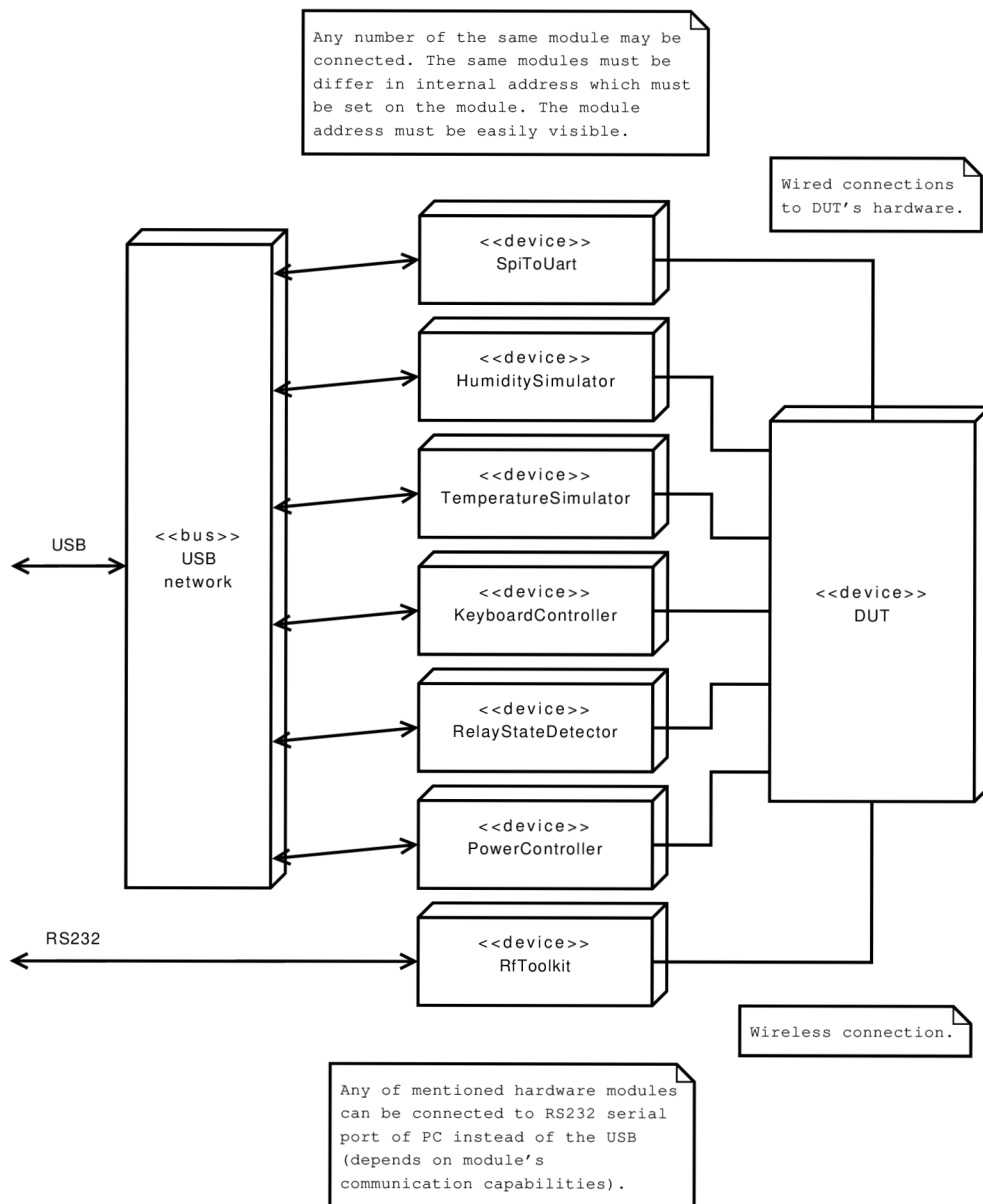 Any number of the same module may be
connected. The same modules must be
differ in internal address which must
be set on the module. The module
address must be easily visible.
Wired connections
to DUT's hardware.
<<device>>
SpiToUart
<<device>>
HumiditySimulator
<<device>>
TemperatureSimulator
USB
<<bus>>
USB
network
<<device>>
KeyboardController
<<device>>
DUT
<<device>>
RelayStateDetector
<<device>>
PowerController
RS232
<<device>>
RfToolkit
Wireless connection.
Any of mentioned hardware modules
can be connected to RS232 serial
port of PC instead of the USB
(depends on module's
communication capabilities).